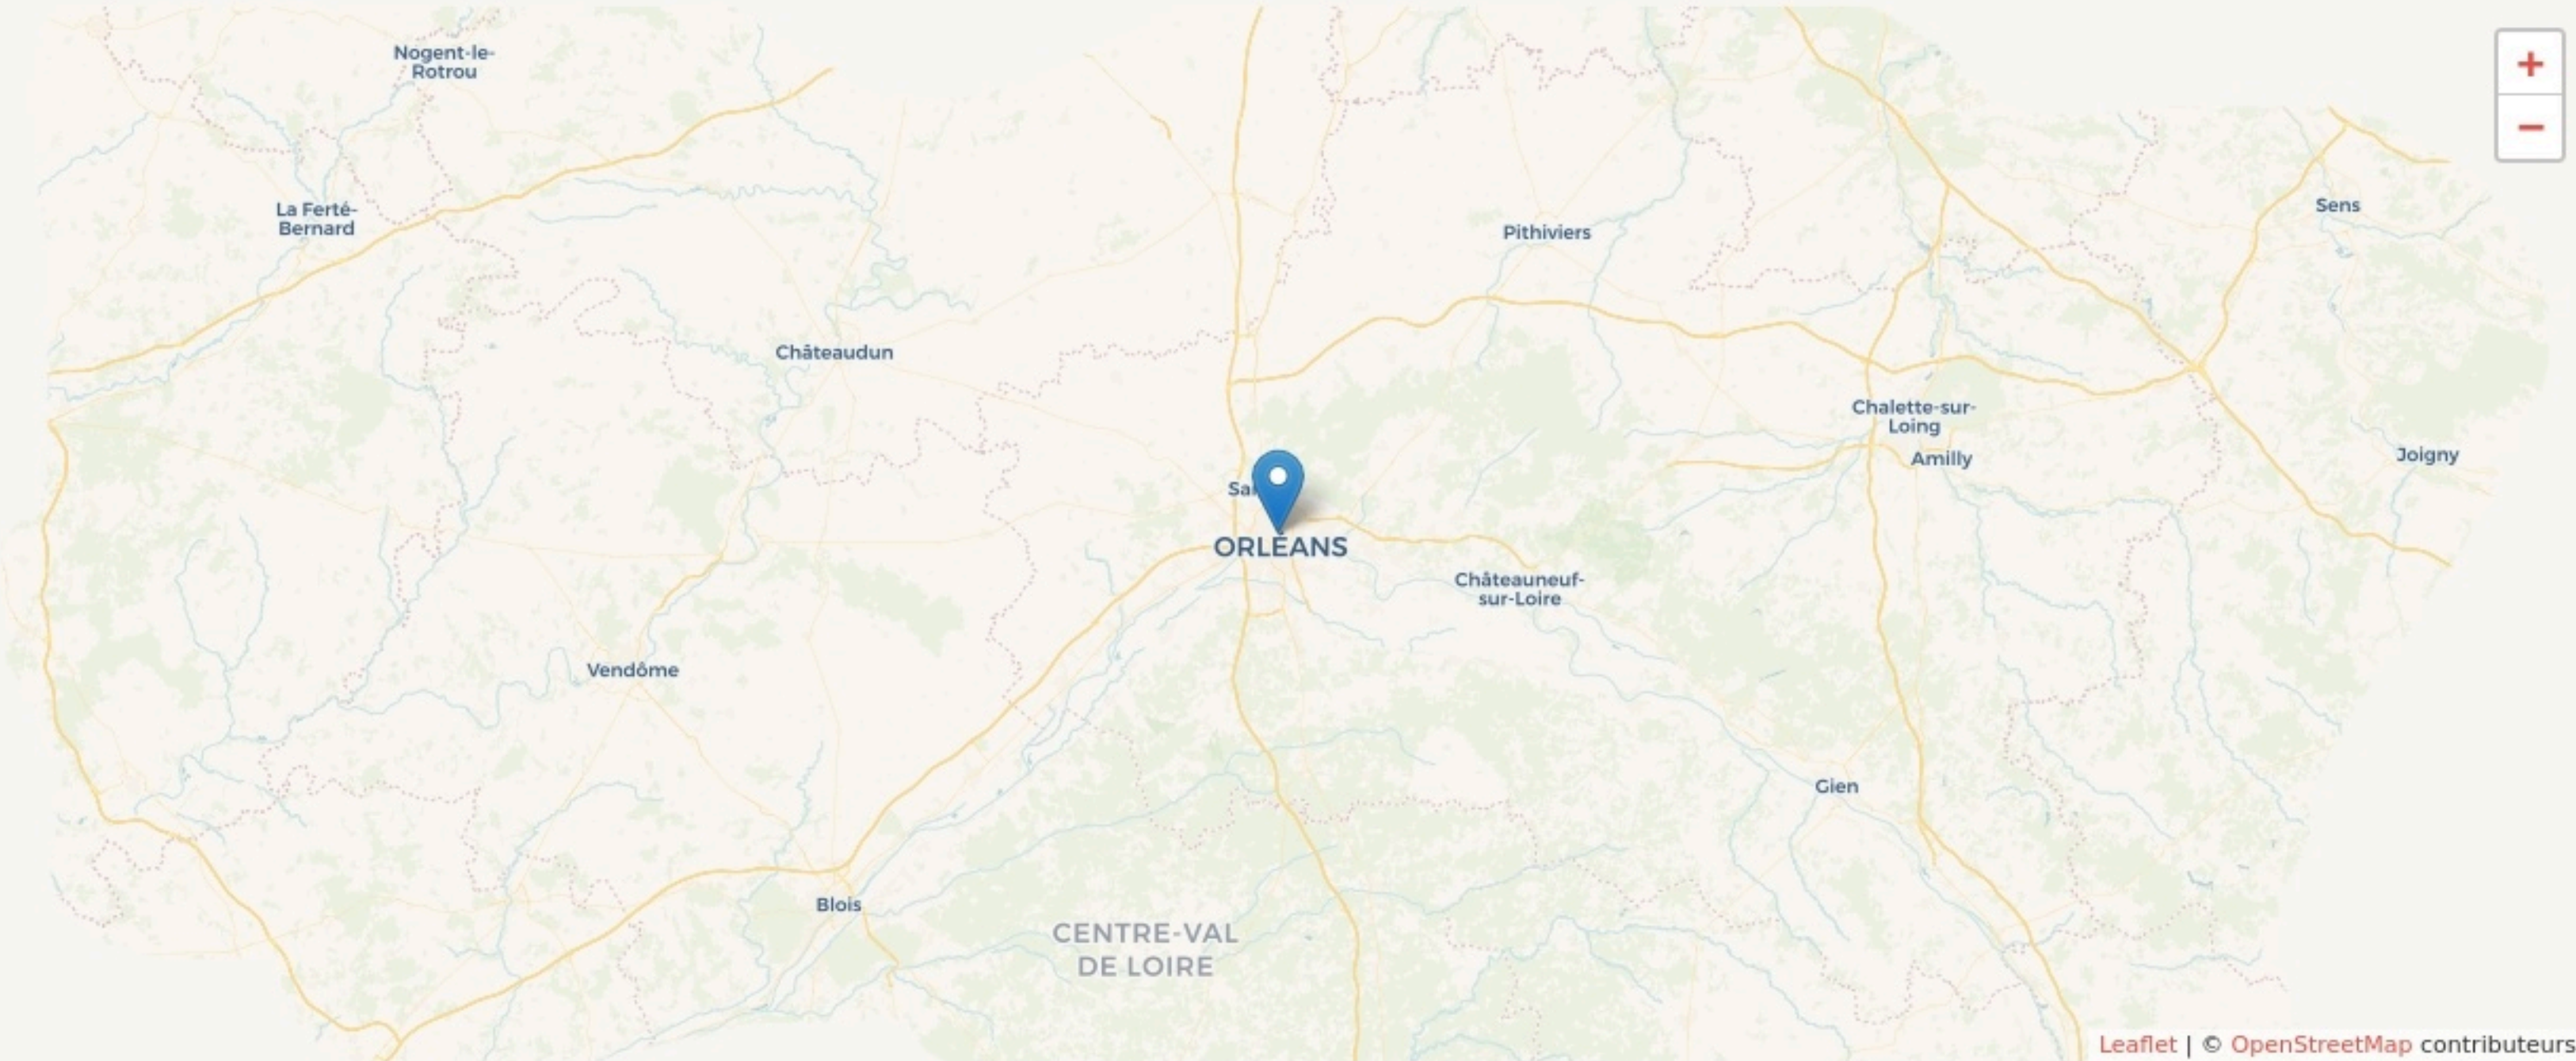 Nogent-le-
Rotrou
+
−
La Ferté-
Bernard
Sens
Pithiviers
Châteaudun
Chalette-sur-
Loing
Amilly
Joigny
ORLÉANS
Châteauneuf-
sur-Loire
Vendôme
Gien
Blois
CENTRE-VAL
DE LOIRE
Leaflet | © OpenStreetMap contributeurs